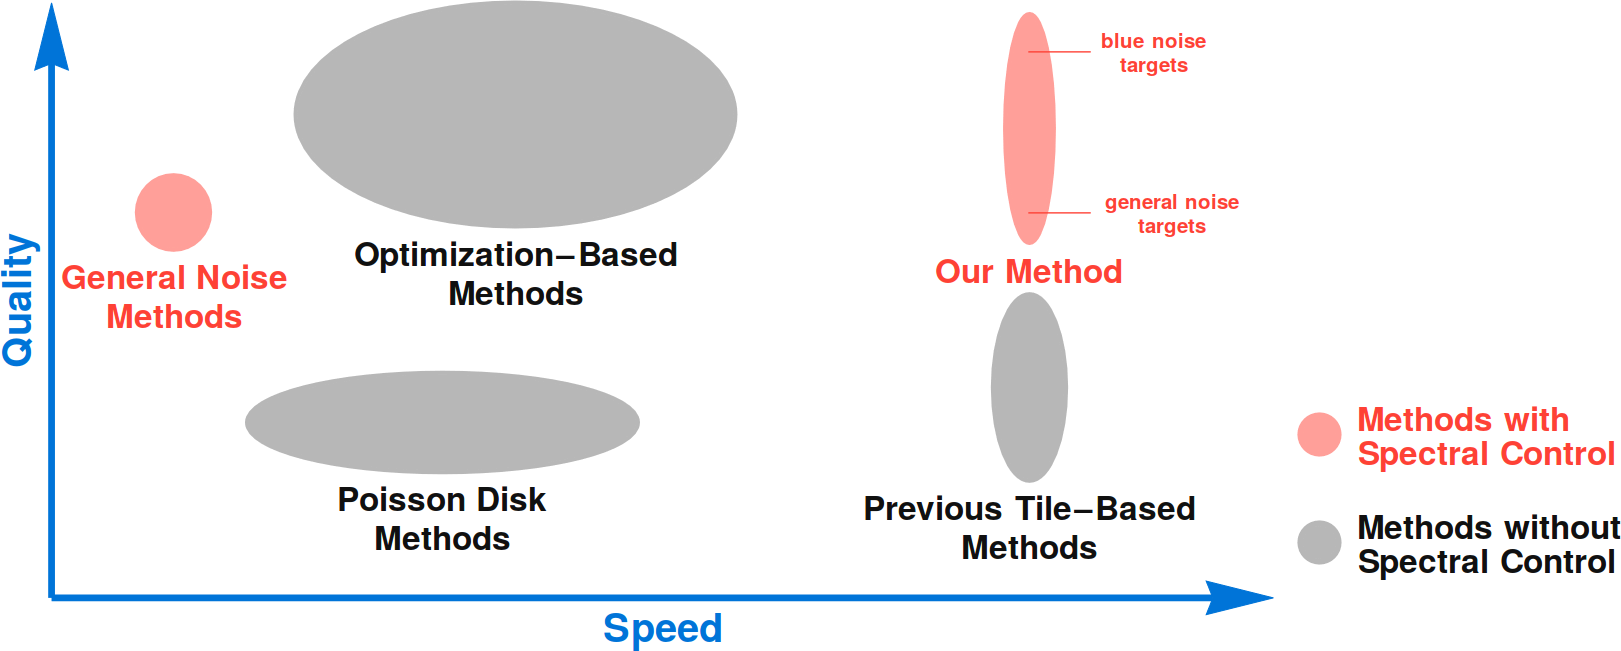 blue noise
targets
general noise
targets
Our Method
Optimization–Based
Methods
General Noise
Methods
Quality
Poisson Disk
Methods
Previous Tile–Based
Methods
Methods with
Spectral Control
Methods without
Spectral Control
Speed